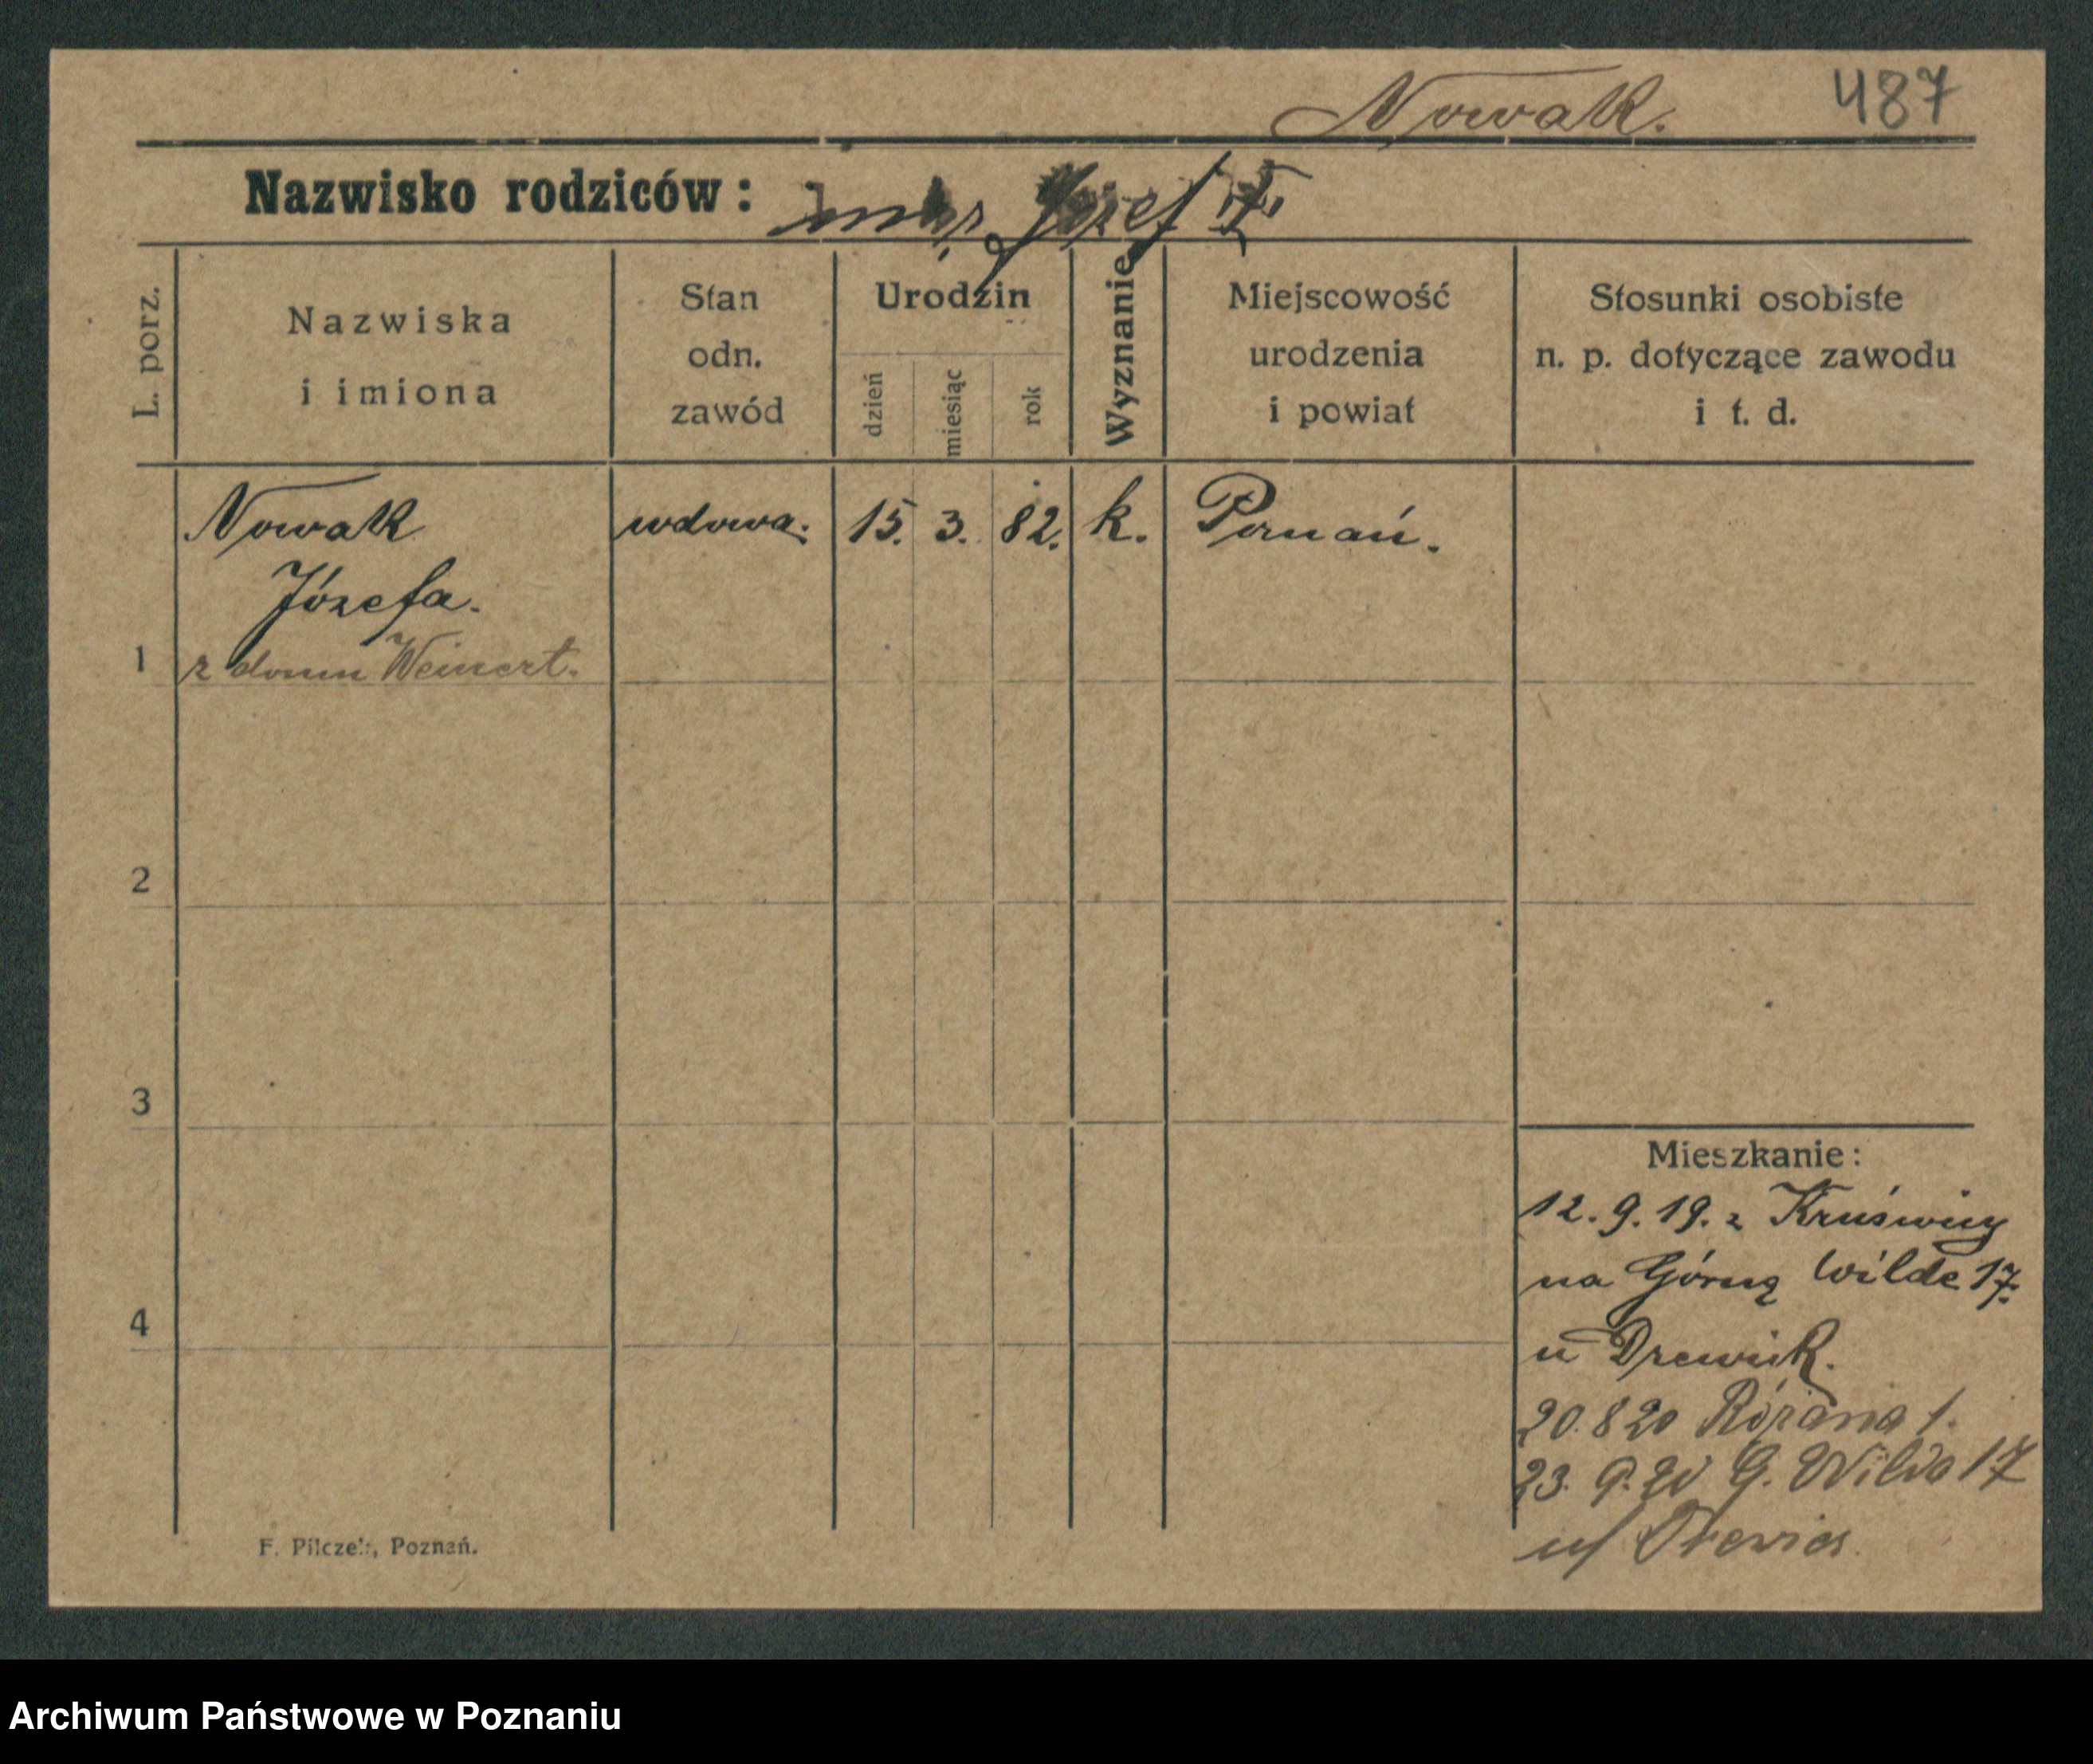 Nowak. 487
Nazwisko rodziców: mąż Józef
L. porz.
Nazwiska
i imiona
Stan
odn.
zawód
Urodzin
dzień
miesiąc
rok
Wyznanie
Miejscowość
urodzenia
i powiat
Stosunki osobiste
n. p. dotyczące zawodu
i t. d.
Nowak wdowa. 15. 3. 82. k. Poznań.
Józefa.
1 z domu Weinert.
2
3
4
Mieszkanie:
12. 9. 19. z Kruświcy
na Górną Wilde 17.
u
20. 8 20 Różana 1.
23. 9. 20 G. Wilda 17
u/
F. Pilczek, Poznań.
Archiwum Państwowe w Poznaniu